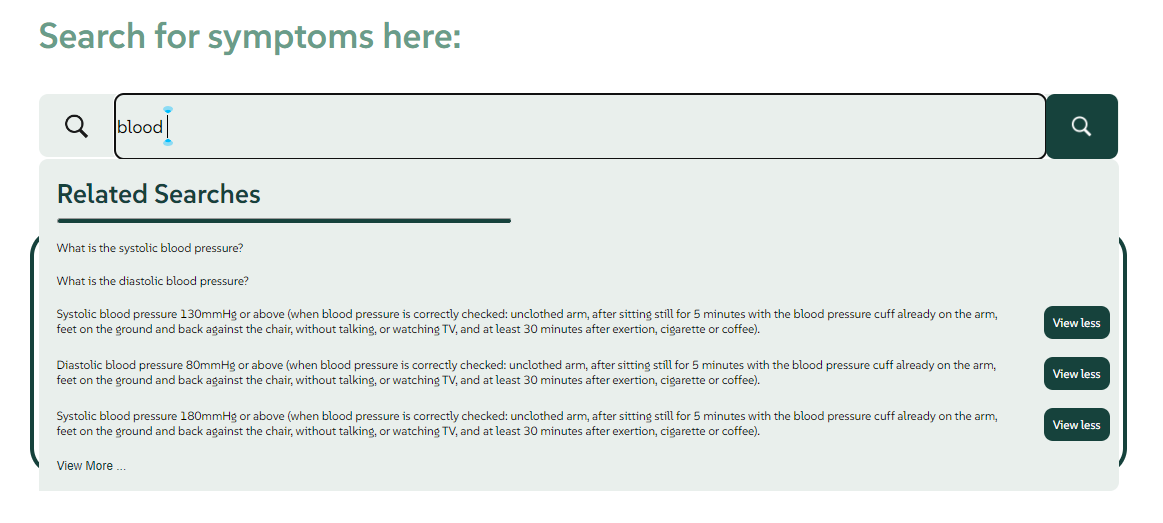 Search for symptoms here:
blood
Related Searches
What is the systolic blood pressure?
What is the diastolic blood pressure?
Systolic blood pressure 130mmHg or above (when blood pressure is correctly checked: unclothed arm, after sitting still for 5 minutes with the blood pressure cuff already on the arm,
feet on the ground and back against the chair, without talking, or watching TV, and at least 30 minutes after exertion, cigarette or coffee).
View less
Diastolic blood pressure 80mmHg or above (when blood pressure is correctly checked: unclothed arm, after sitting still for 5 minutes with the blood pressure cuff already on the arm,
feet on the ground and back against the chair, without talking, or watching TV, and at least 30 minutes after exertion, cigarette or coffee).
View less
Systolic blood pressure 180mmHg or above (when blood pressure is correctly checked: unclothed arm, after sitting still for 5 minutes with the blood pressure cuff already on the arm,
feet on the ground and back against the chair, without talking, or watching TV, and at least 30 minutes after exertion, cigarette or coffee).
View less
View More ...